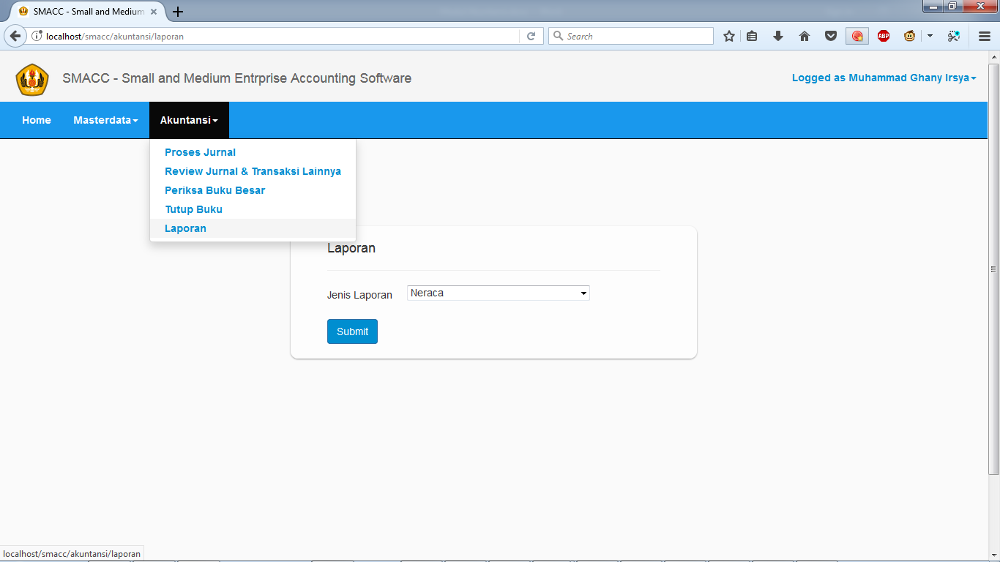 SMACC - Small and Medium
localhost/smacc/akuntansi/laporan
Search
ABP
SMACC - Small and Medium Entrprise Accounting Software
Logged as Muhammad Ghany Irsya
Home
Masterdata
Akuntansi
Proses Jurnal
Review Jurnal & Transaksi Lainnya
Periksa Buku Besar
Tutup Buku
Laporan
Laporan
Jenis Laporan
Neraca
Submit
localhost/smacc/akuntansi/laporan